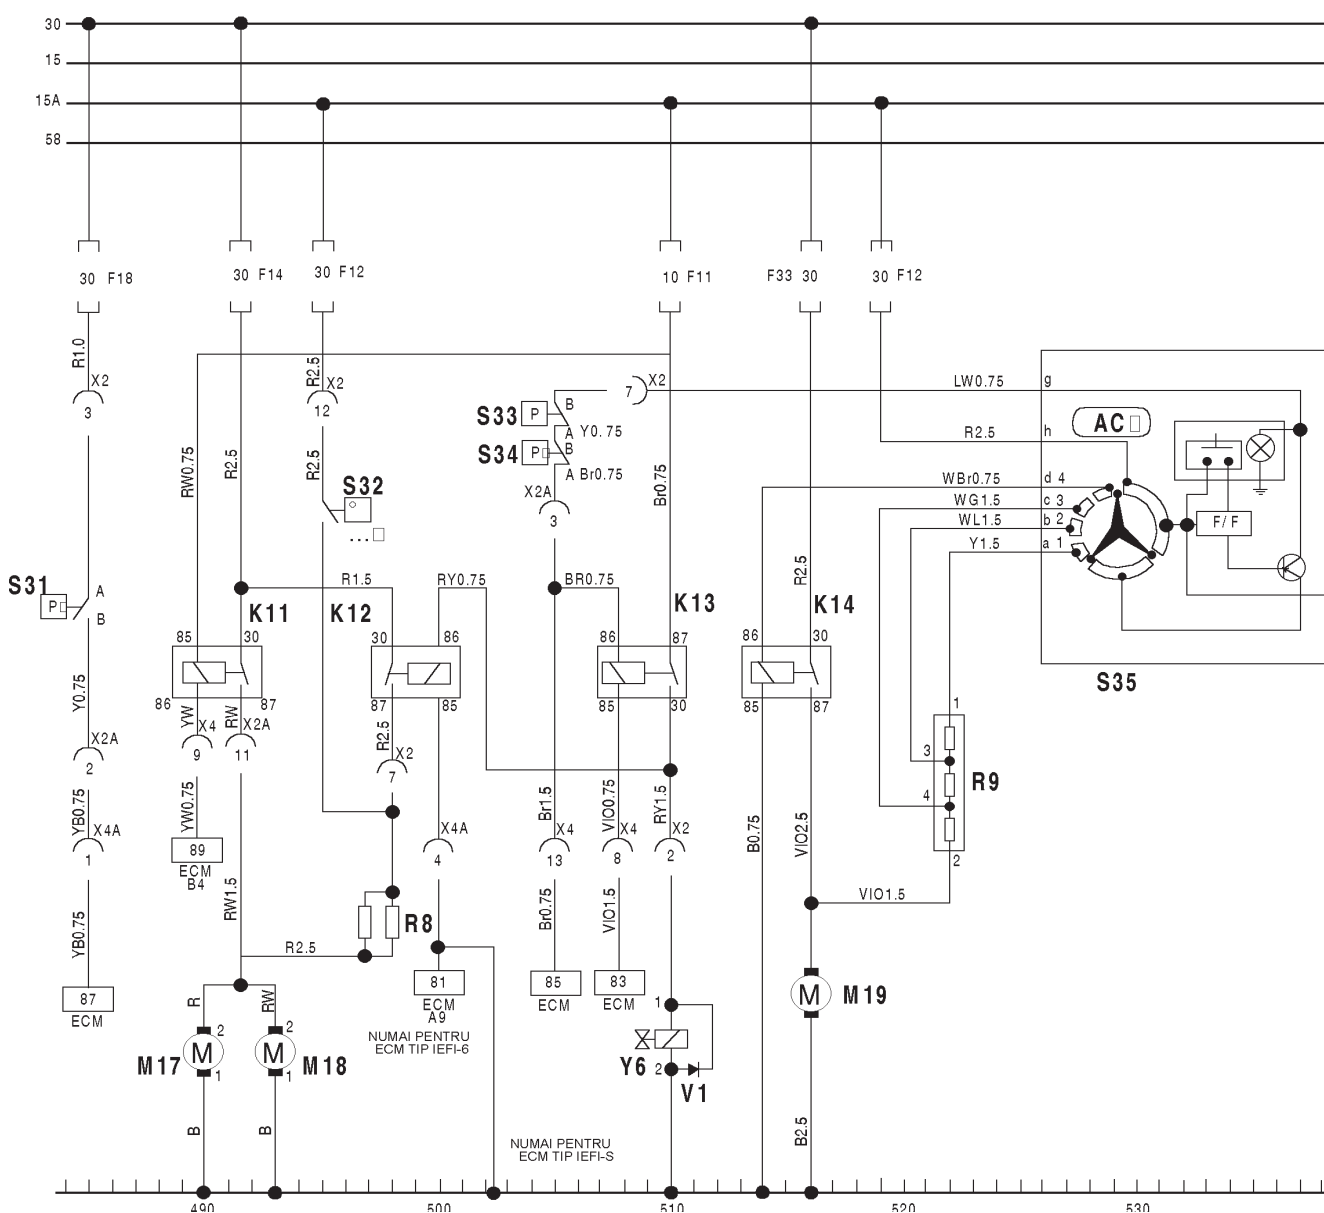 30
15
15A
58
30 F18
30 F14
30 F12
10 F11
F33 30
30 F12
R1.0
X2
3
R2.5
X2
12
S33
P
B
A
Y0.75
7
X2
LW0.75
g
AC
S34
P
B
A
Br0.75
R2.5
h
RW0.75
R2.5
R2.5
S32
X2A
3
Br0.75
WBr0.75
d 4
WG1.5
c 3
WL1.5
b 2
Y1.5
a 1
F/F
S31
P
A
B
R1.5
RY0.75
BR0.75
R2.5
K11
K12
K13
K14
S35
85
30
30
86
86
87
86
30
86
87
87
85
85
30
85
87
Y0.75
YW
X4
RW
X2A
9
11
R2.5
X2
7
X2A
2
1
3
4
2
R9
YB0.75
X4A
1
YW0.75
89
ECM
B4
X4A
4
Br1.5
X4
13
VIO0.75
X4
8
RY1.5
X2
2
B0.75
VIO2.5
VIO1.5
RW1.5
R8
R2.5
YB0.75
Br0.75
VIO1.5
87
ECM
81
ECM
A9
85
ECM
83
ECM
NUMAI PENTRU
ECM TIP IEFI-6
R
RW
2
2
M17
M
M
M18
1
1
1
Y6
2
V1
M
M19
B
B
B2.5
NUMAI PENTRU
ECM TIP IEFI-S
490
500
510
520
530